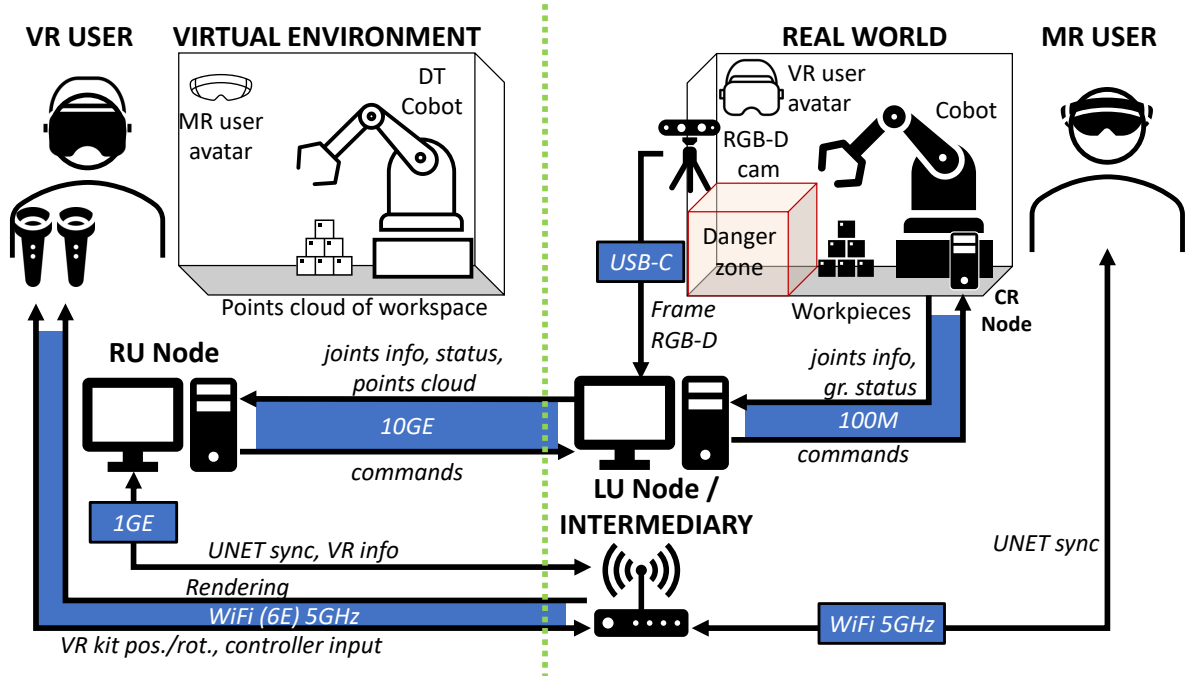 VR USER
VIRTUAL ENVIRONMENT
REAL WORLD
MR USER
DT
Cobot
MR user
avatar
Points cloud of workspace
VR user
avatar
Cobot
RGB-D
cam
Danger
zone
USB-C
Workpieces
CR
Node
Frame
RGB-D
RU Node
joints info, status,
points cloud
10GE
commands
joints info,
gr. status
100M
commands
LU Node /
INTERMEDIARY
1GE
UNET sync, VR info
UNET sync
Rendering
WiFi (6E) 5GHz
VR kit pos./rot., controller input
WiFi 5GHz